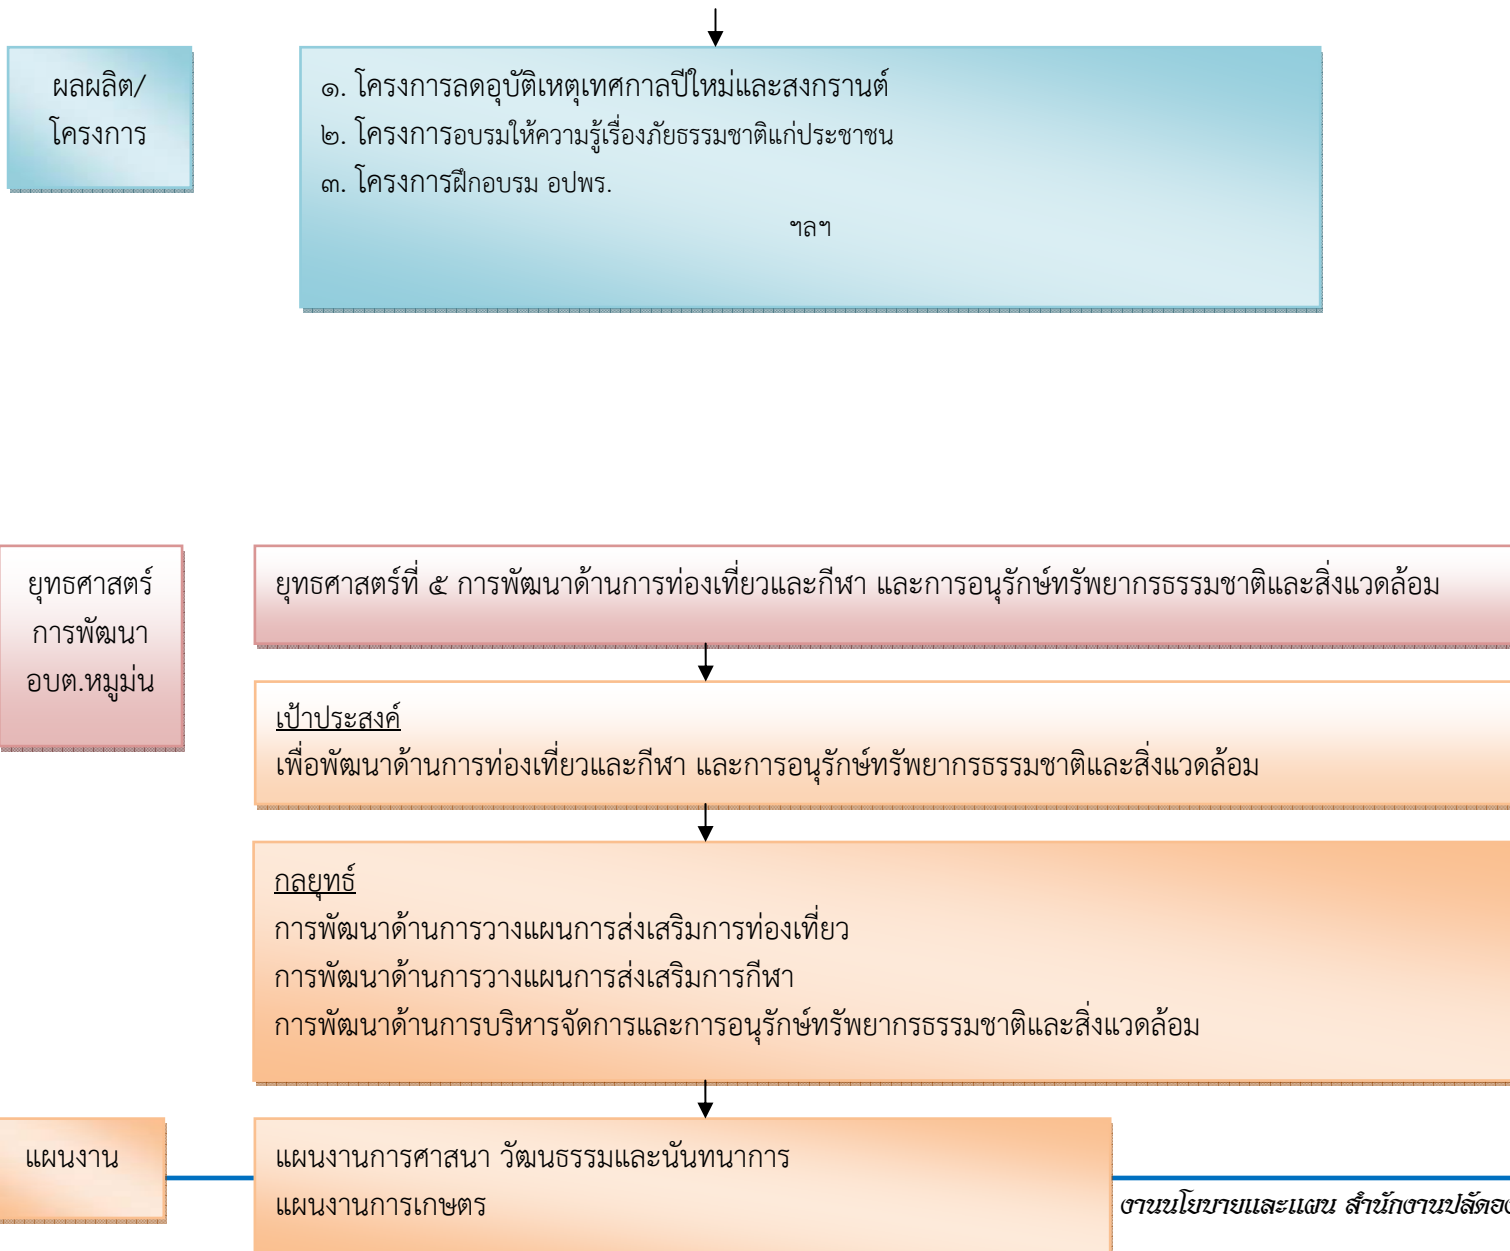 ผลผลิต/
โครงการ
๑. โครงการลดอุบัติเหตุเทศกาลปีใหม่และสงกรานต์
๒. โครงการอบรมให้ความรู้เรื่องภัยธรรมชาติแก่ประชาชน
๓. โครงการฝึกอบรม อปพร.
ฯลฯ
ยุทธศาสตร์
การพัฒนา
อบต.หมูม่น
ยุทธศาสตร์ที่ ๕ การพัฒนาด้านการท่องเที่ยวและกีฬา และการอนุรักษ์ทรัพยากรธรรมชาติและสิ่งแวดล้อม
เป้าประสงค์
เพื่อพัฒนาด้านการท่องเที่ยวและกีฬา และการอนุรักษ์ทรัพยากรธรรมชาติและสิ่งแวดล้อม
กลยุทธ์
การพัฒนาด้านการวางแผนการส่งเสริมการท่องเที่ยว
การพัฒนาด้านการวางแผนการส่งเสริมการกีฬา
การพัฒนาด้านการบริหารจัดการและการอนุรักษ์ทรัพยากรธรรมชาติและสิ่งแวดล้อม
แผนงาน
แผนงานการศาสนา วัฒนธรรมและนันทนาการ
แผนงานการเกษตร
งานนโยบายและแผน สำนักงานปลัด